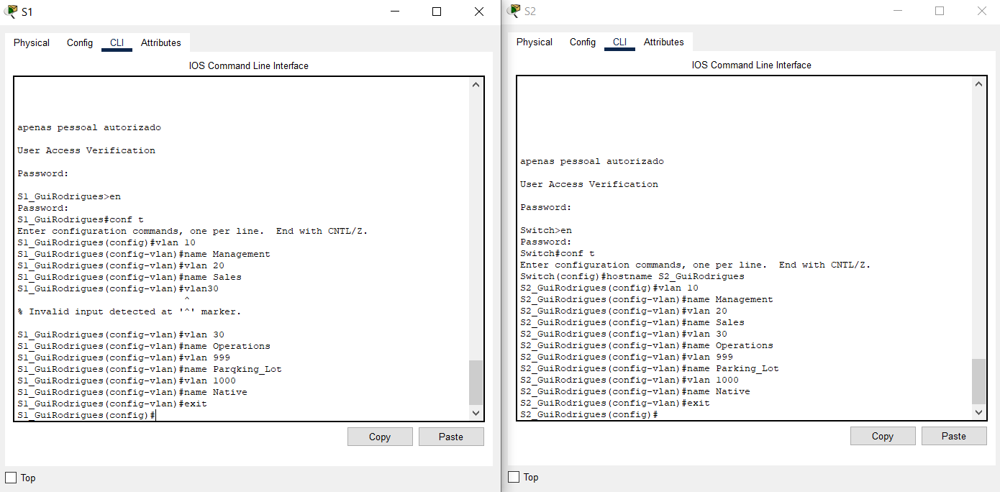 S1
Physical Config CLI Attributes
IOS Command Line Interface
apenas pessoal autorizado
User Access Verification
Password:
S1_GuiRodrigues>en
Password:
S1_GuiRodrigues#conf t
Enter configuration commands, one per line.  End with CNTL/Z.
S1_GuiRodrigues(config)#vlan 10
S1_GuiRodrigues(config-vlan)#name Management
S1_GuiRodrigues(config-vlan)#vlan 20
S1_GuiRodrigues(config-vlan)#name Sales
S1_GuiRodrigues(config-vlan)#vlan30
^
% Invalid input detected at '^' marker.
S1_GuiRodrigues(config-vlan)#vlan 30
S1_GuiRodrigues(config-vlan)#name Operations
S1_GuiRodrigues(config-vlan)#vlan 999
S1_GuiRodrigues(config-vlan)#name Parqking_Lot
S1_GuiRodrigues(config-vlan)#vlan 1000
S1_GuiRodrigues(config-vlan)#name Native
S1_GuiRodrigues(config-vlan)#exit
S1_GuiRodrigues(config)#
Copy Paste
Top
S2
Physical Config CLI Attributes
IOS Command Line Interface
apenas pessoal autorizado
User Access Verification
Password:
Switch>en
Password:
Switch#conf t
Enter configuration commands, one per line.  End with CNTL/Z.
Switch(config)#hostname S2_GuiRodrigues
S2_GuiRodrigues(config)#vlan 10
S2_GuiRodrigues(config-vlan)#name Management
S2_GuiRodrigues(config-vlan)#vlan 20
S2_GuiRodrigues(config-vlan)#name Sales
S2_GuiRodrigues(config-vlan)#vlan 30
S2_GuiRodrigues(config-vlan)#name Operations
S2_GuiRodrigues(config-vlan)#vlan 999
S2_GuiRodrigues(config-vlan)#name Parking_Lot
S2_GuiRodrigues(config-vlan)#vlan 1000
S2_GuiRodrigues(config-vlan)#name Native
S2_GuiRodrigues(config-vlan)#exit
S2_GuiRodrigues(config)#
Copy Paste
Top